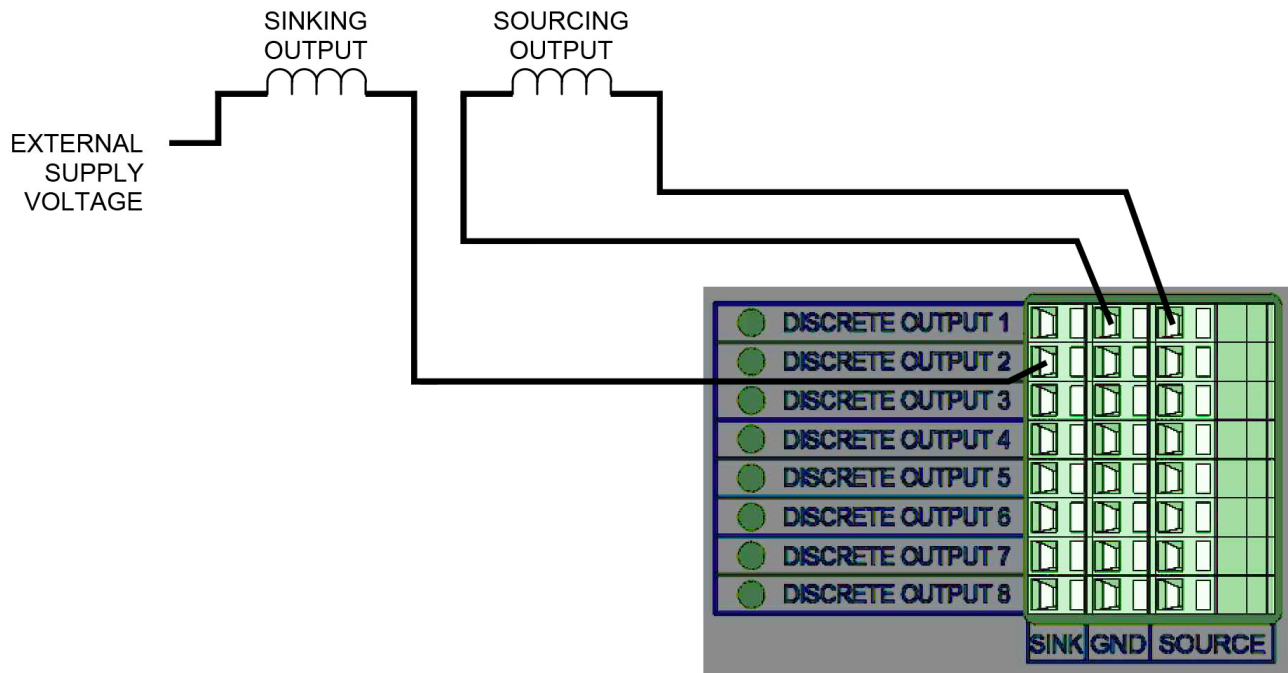 SINKING
OUTPUT
SOURCING
OUTPUT
EXTERNAL
SUPPLY
VOLTAGE
DISCRETE OUTPUT 1
DISCRETE OUTPUT 2
DISCRETE OUTPUT 3
DISCRETE OUTPUT 4
DISCRETE OUTPUT 5
DISCRETE OUTPUT 6
DISCRETE OUTPUT 7
DISCRETE OUTPUT 8
SINK GND SOURCE